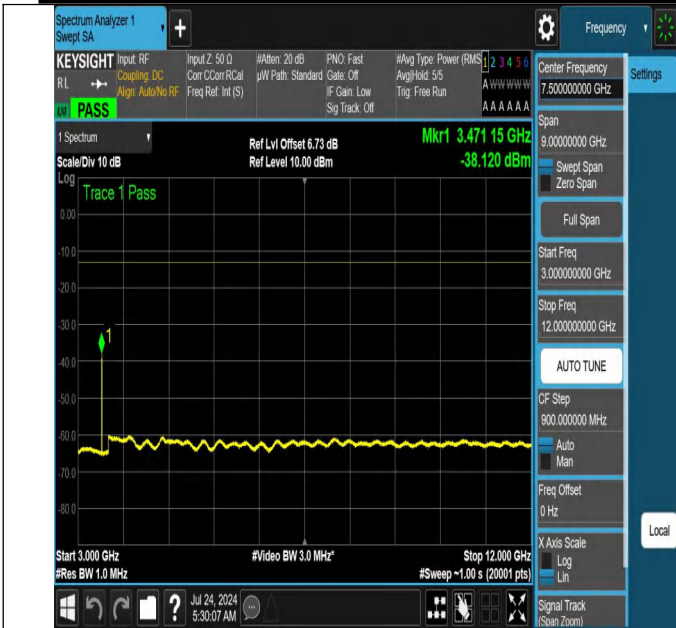 Spectrum Analyzer 1
Swept SA
+
Frequency
KEYSIGHT
RL
PASS
Input: RF
Coupling: DC
Align: Auto/No RF
Input Z: 50 Ω
Corr CCorr RCal
Freq Ref: Int (S)
#Atten: 20 dB
µW Path: Standard
PNO: Fast
Gate: Off
IF Gain: Low
Sig Track: Off
#Avg Type: Power (RMS
Avg|Hold: 5/5
Trig: Free Run
1 2 3 4 5 6
A W W W W W
A A A A A A
1 Spectrum
Scale/Div 10 dB
Log
Ref Lvl Offset 6.73 dB
Ref Level 10.00 dBm
Mkr1 3.471 15 GHz
-38.120 dBm
Trace 1 Pass
0.00
-10.0
-20.0
-30.0
-40.0
-50.0
-60.0
-70.0
-80.0
1
Start 3.000 GHz
#Res BW 1.0 MHz
#Video BW 3.0 MHz*
Stop 12.000 GHz
#Sweep ~1.00 s (20001 pts)
Jul 24, 2024
5:30:07 AM
?
Center Frequency
7.500000000 GHz
Settings
Span
9.00000000 GHz
Swept Span
Zero Span
Full Span
Start Freq
3.000000000 GHz
Stop Freq
12.000000000 GHz
AUTO TUNE
CF Step
900.000000 MHz
Auto
Man
Freq Offset
0 Hz
Local
X Axis Scale
Log
Lin
Signal Track
(Span Zoom)